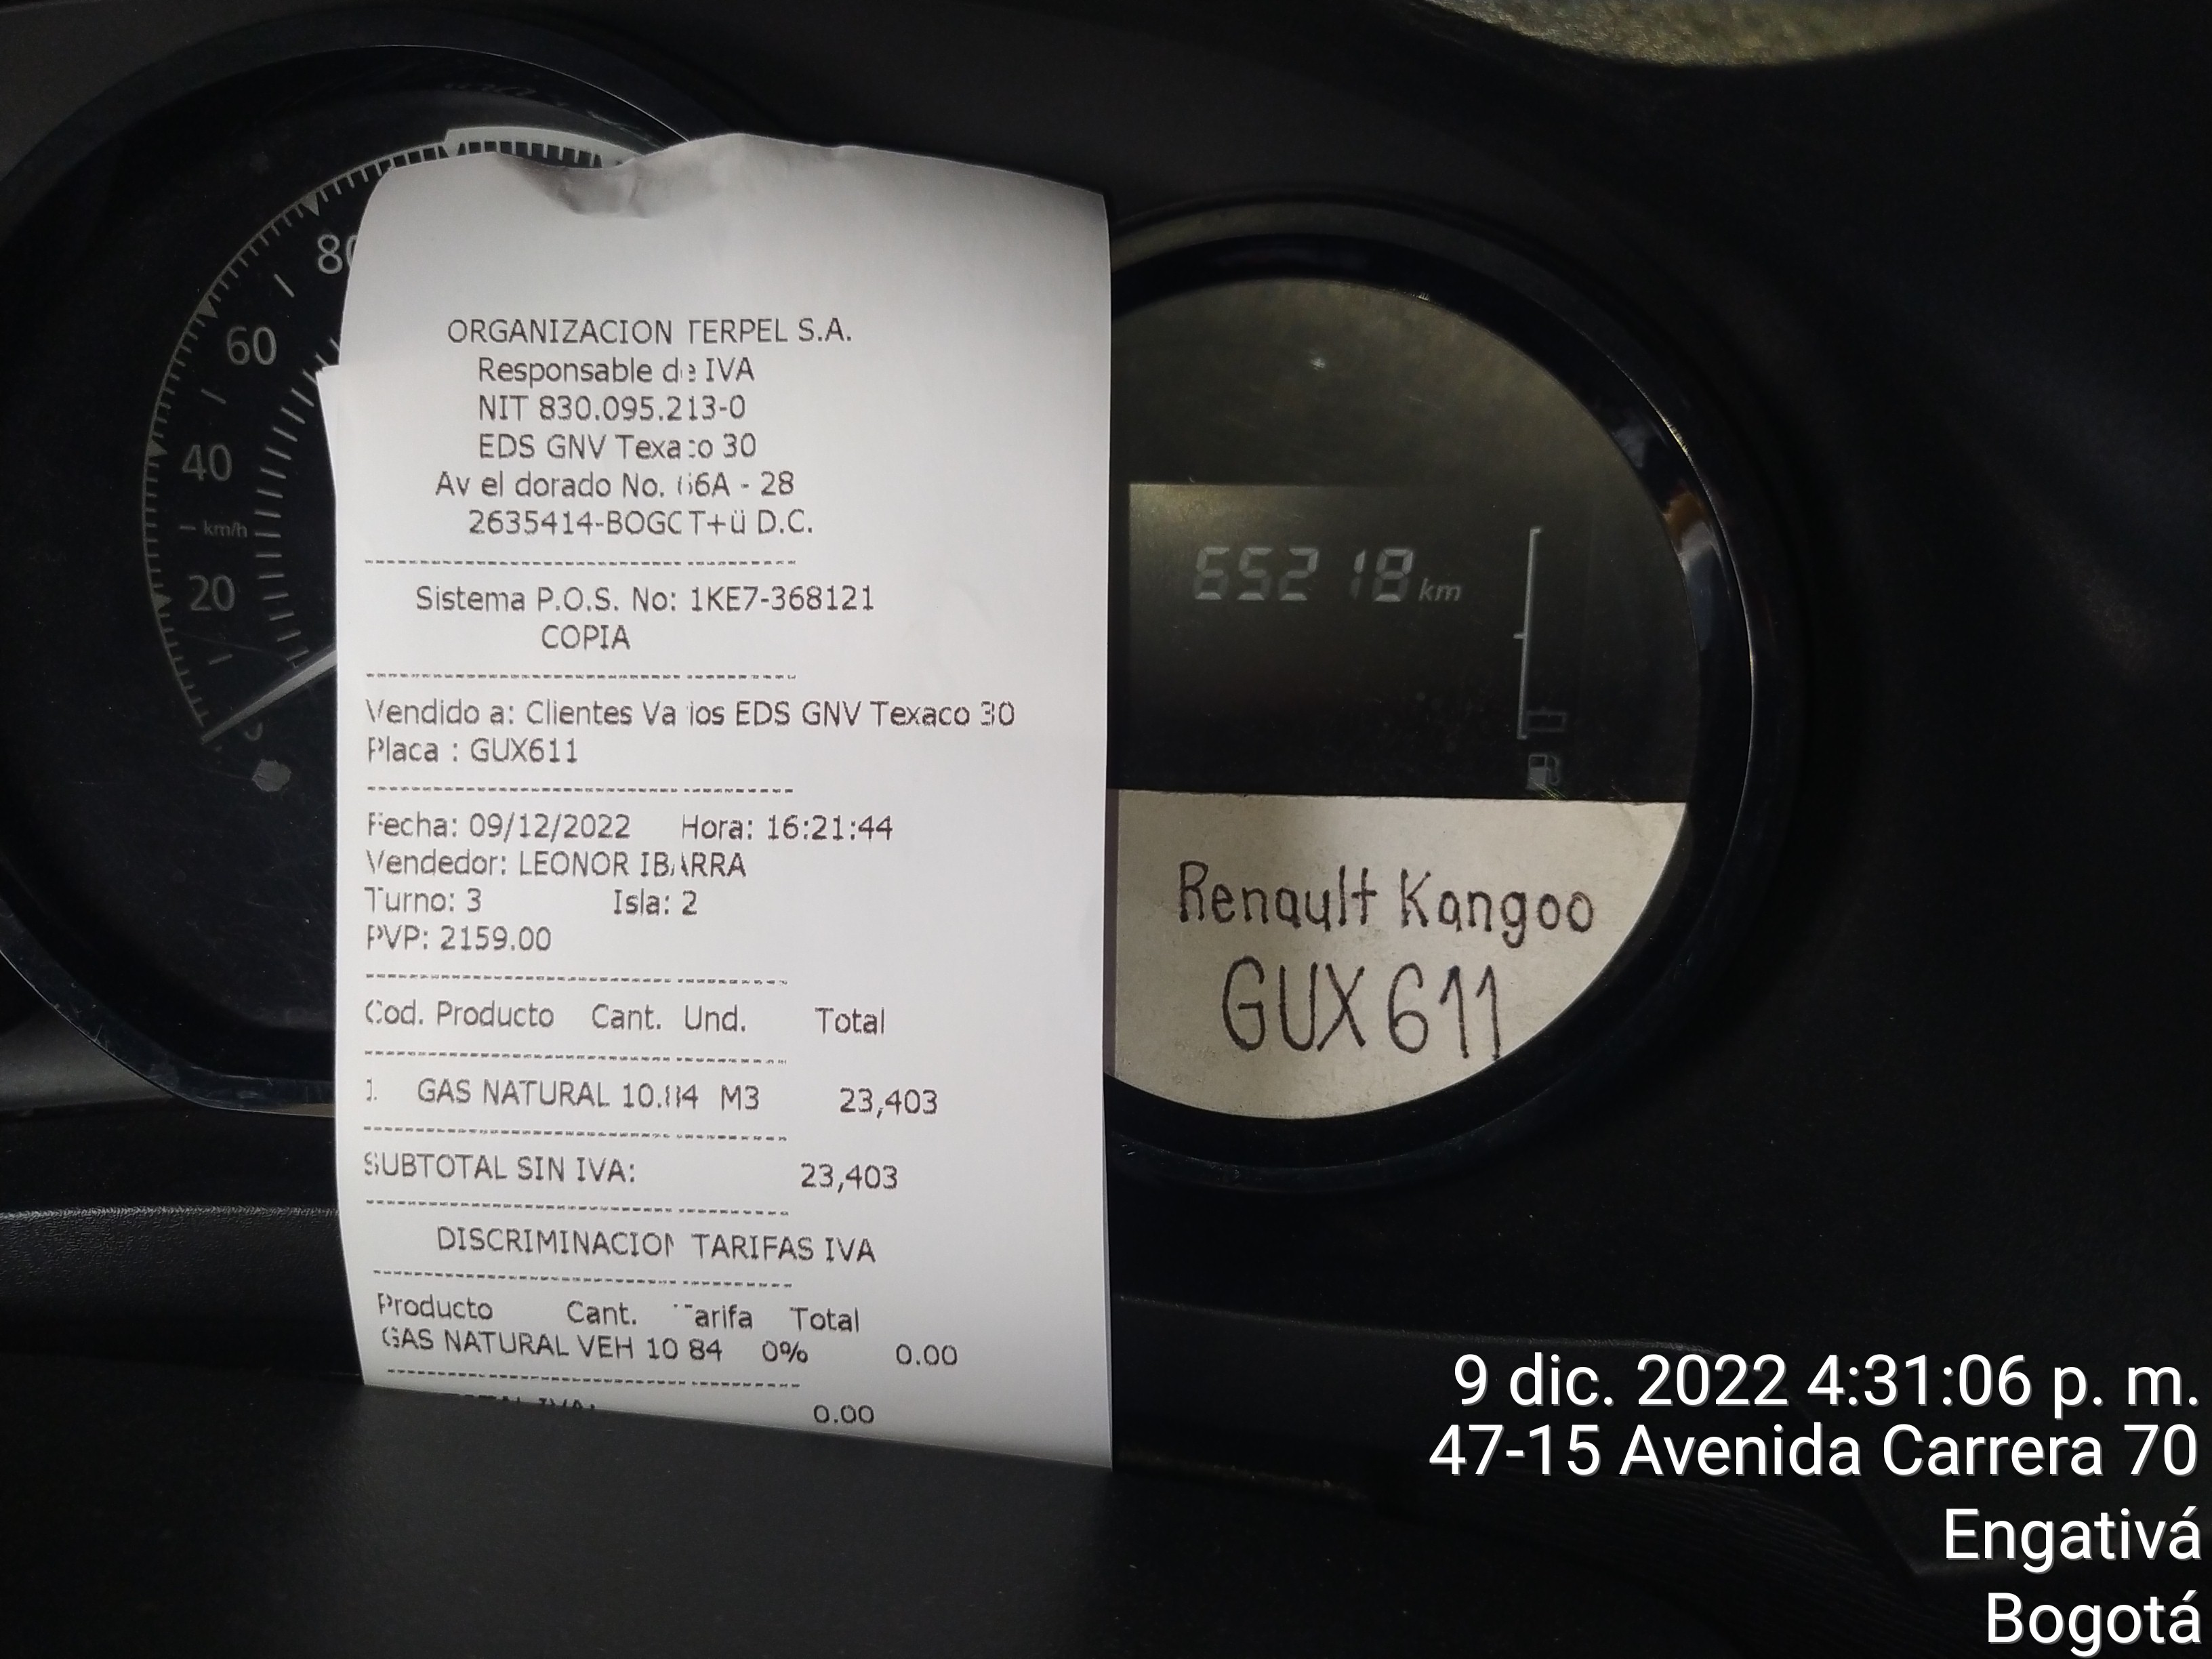 ORGANIZACION TERPEL S.A.
Responsable de IVA
NIT 830.095.213-0
EDS GNV Texaco 30
Av el dorado No. 66A - 28
2635414-BOGOT+ü D.C.
Sistema P.O.S. No: 1KE7-368121
COPIA
Vendido a: Clientes Varios EDS GNV Texaco 30
Placa : GUX611
Fecha: 09/12/2022 Hora: 16:21:44
Vendedor: LEONOR IBARRA
Turno: 3 Isla: 2
PVP: 2159.00
Cod. Producto Cant. Und. Total
1 GAS NATURAL 10.84 M3 23,403
SUBTOTAL SIN IVA: 23,403
DISCRIMINACION TARIFAS IVA
Producto Cant. Tarifa Total
GAS NATURAL VEH 10.84 0% 0.00
IVA: 0.00
80
60
40
km/h
20
65218 km
Renault Kangoo
GUX 611
9 dic. 2022 4:31:06 p. m.
47-15 Avenida Carrera 70
Engativá
Bogotá